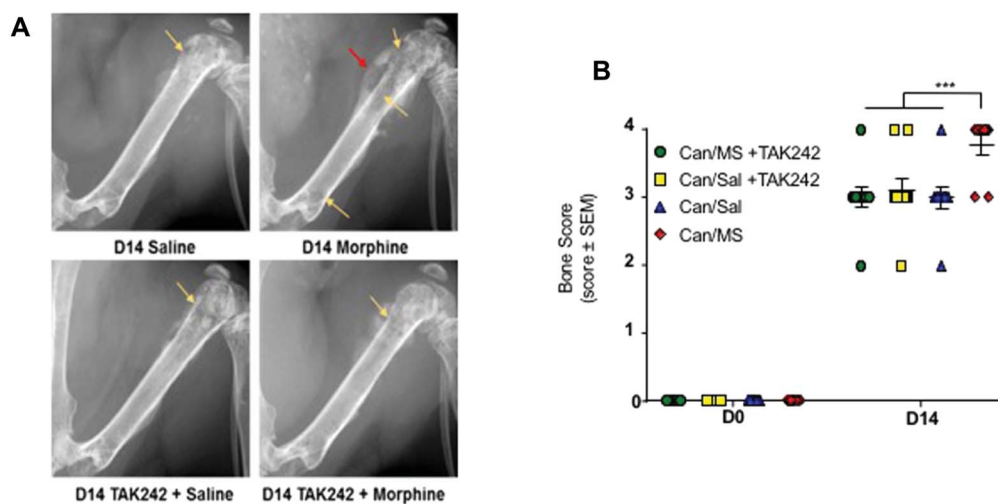 A
D14 Saline
D14 Morphine
D14 TAK242 + Saline
D14 TAK242 + Morphine
B
***
Bone Score
(score ± SEM)
4
3
2
1
0
Can/MS +TAK242
Can/Sal +TAK242
Can/Sal
Can/MS
D0
D14